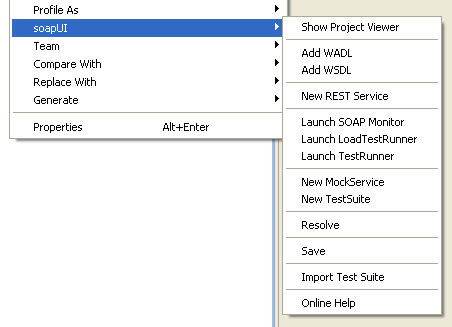 Profile As
soapUI
Team
Compare With
Replace With
Generate
Properties Alt+Enter
Show Project Viewer
Add WADL
Add WSDL
New REST Service
Launch SOAP Monitor
Launch LoadTestRunner
Launch TestRunner
New MockService
New TestSuite
Resolve
Save
Import Test Suite
Online Help